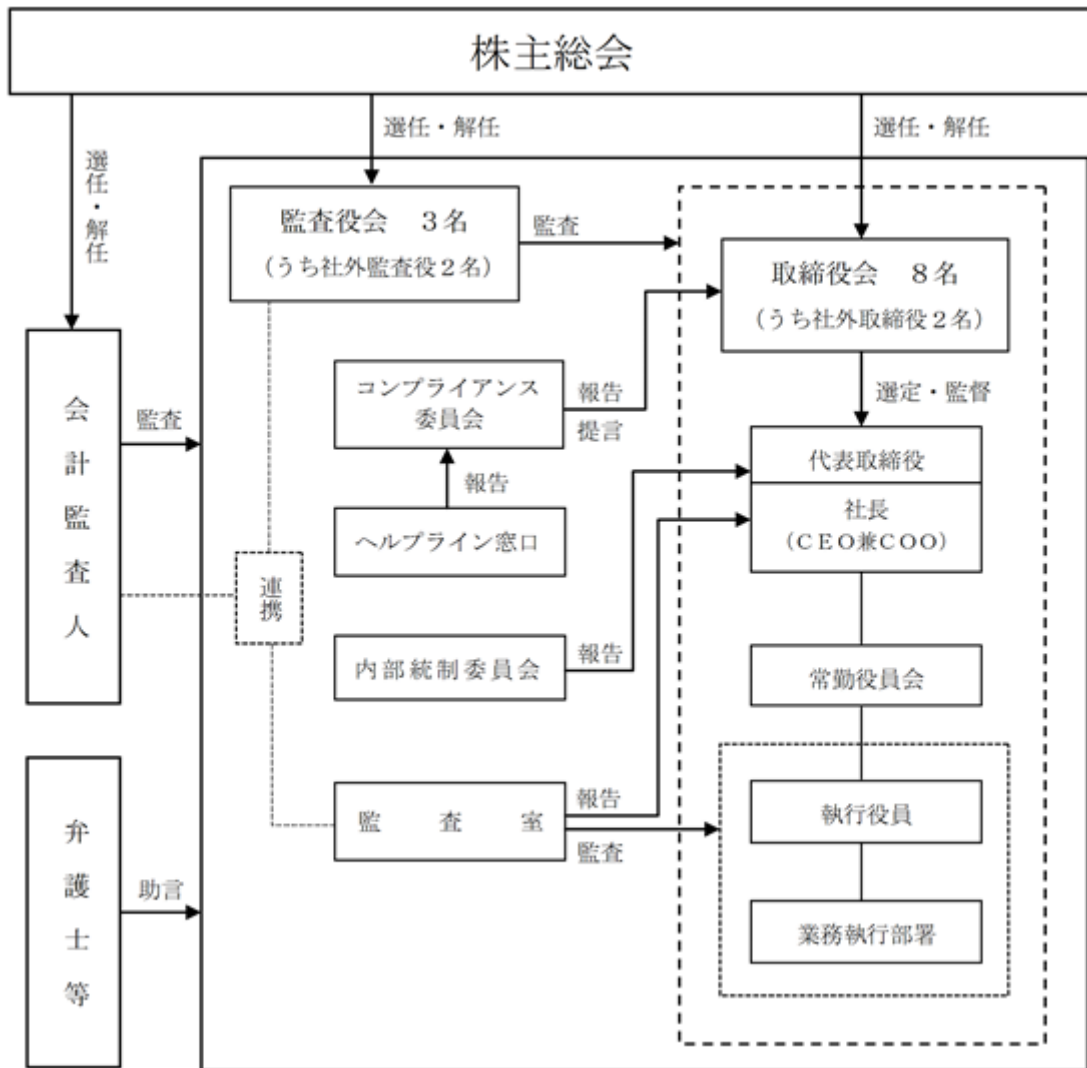 株主総会
選任・解任
選任・解任
選任・解任
監査役会　３名
（うち社外監査役２名）
監査
取締役会　８名
（うち社外取締役２名）
選定・監督
コンプライアンス
委員会
報告
提言
会計監査人
監査
代表取締役
社長
（ＣＥＯ兼ＣＯＯ）
報告
ヘルプライン窓口
連携
内部統制委員会
報告
常勤役員会
監査室
報告
監査
執行役員
弁護士等
助言
業務執行部署